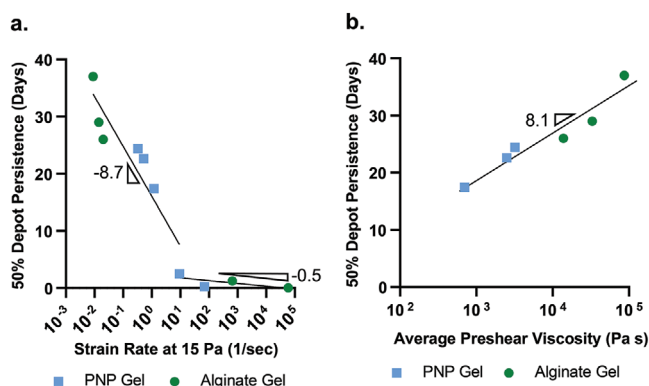 a.
50% Depot Persistence (Days)
40
30
20
10
0
-8.7
-0.5
10-3 10-2 10-1 100 101 102 103 104 105
Strain Rate at 15 Pa (1/sec)
PNP Gel Alginate Gel
b.
50% Depot Persistence (Days)
40
30
20
10
0
8.1
102 103 104 105
Average Preshear Viscosity (Pa s)
PNP Gel Alginate Gel